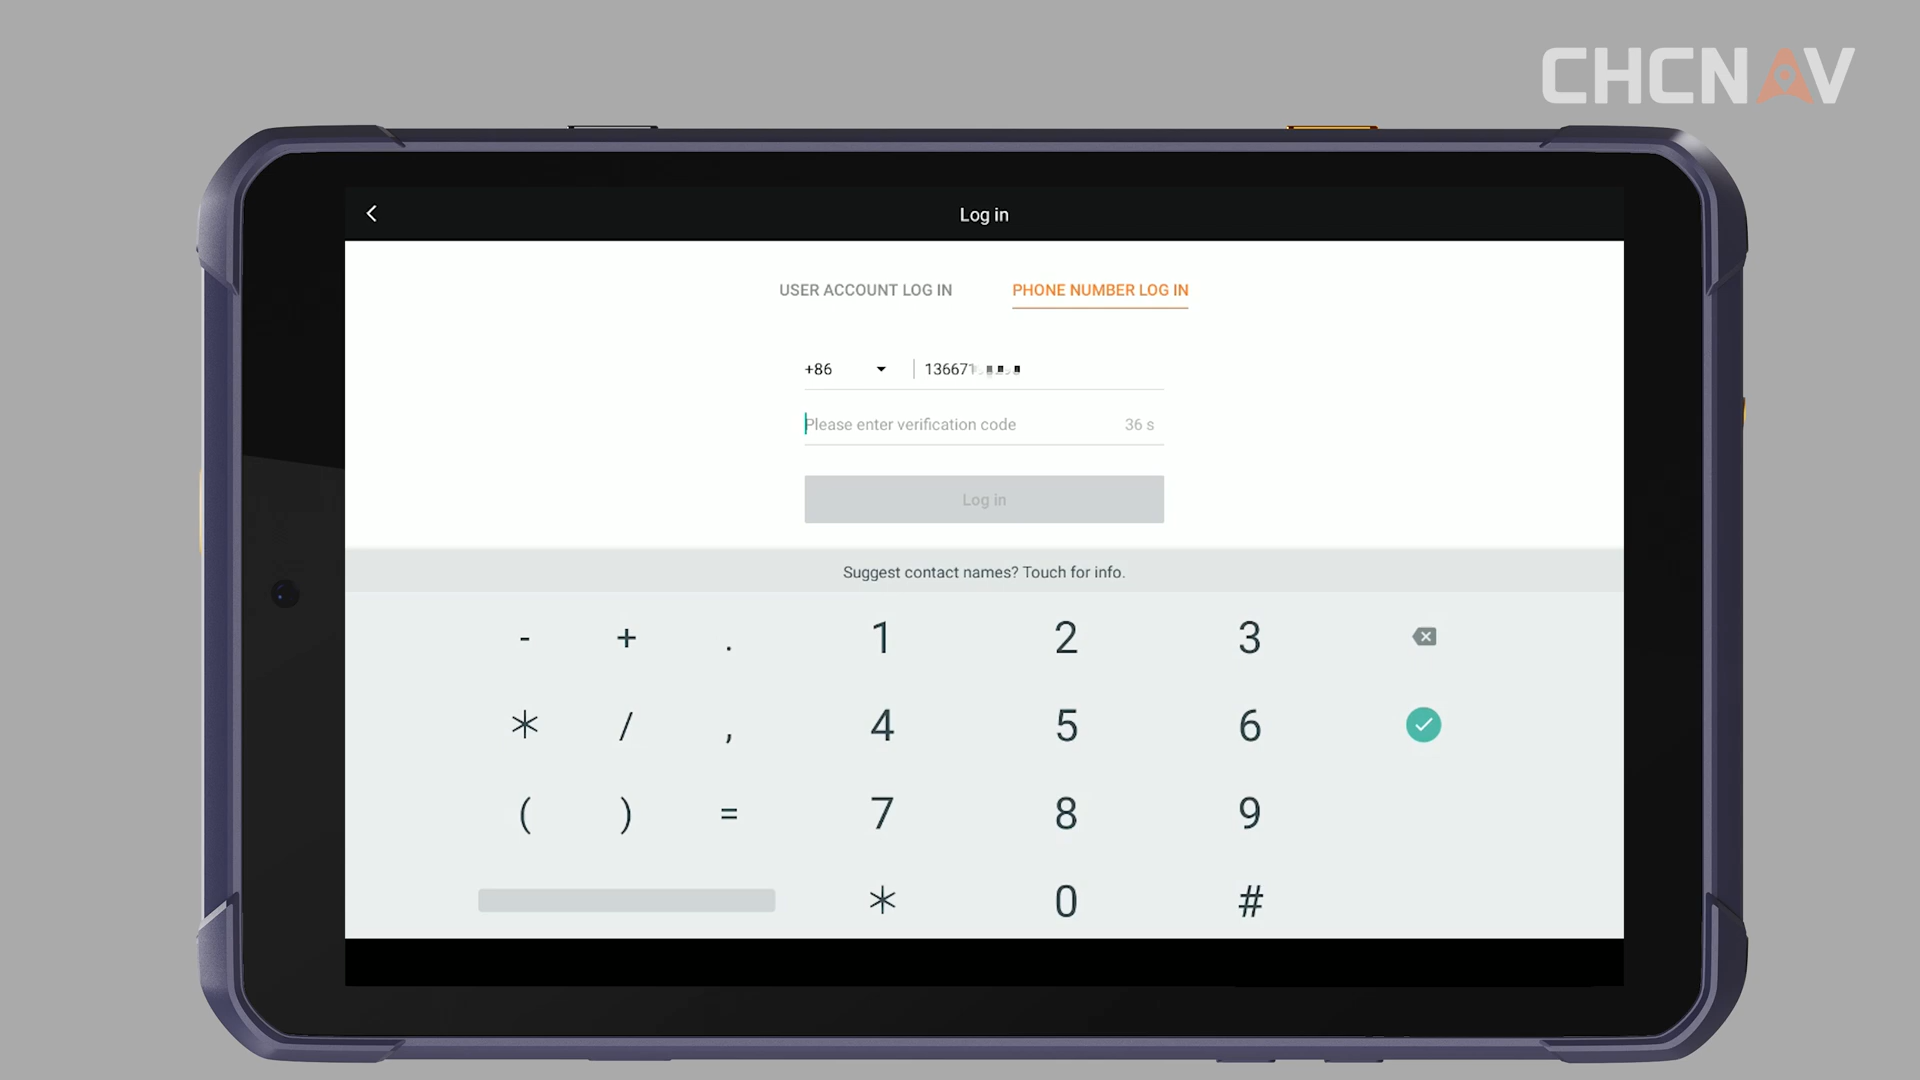 CHCNAV
Log in
USER ACCOUNT LOG IN PHONE NUMBER LOG IN
+86 136671
Please enter verification code 36 s
Log in
Suggest contact names? Touch for info.
- + . 1 2 3
* / , 4 5 6
( ) = 7 8 9
* 0 #